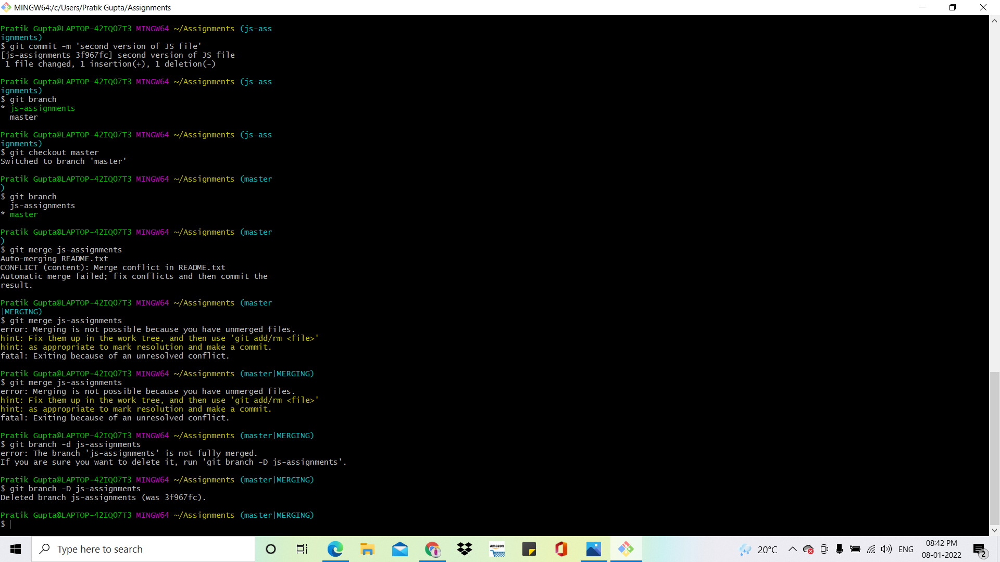 MINGW64:/c/Users/Pratik Gupta/Assignments
Pratik Gupta@LAPTOP-42IQ07T3 MINGW64 ~/Assignments (js-ass
ignments)
$ git commit -m 'second version of JS file'
[js-assignments 3f967fc] second version of JS file
 1 file changed, 1 insertion(+), 1 deletion(-)
Pratik Gupta@LAPTOP-42IQ07T3 MINGW64 ~/Assignments (js-ass
ignments)
$ git branch
* js-assignments
  master
Pratik Gupta@LAPTOP-42IQ07T3 MINGW64 ~/Assignments (js-ass
ignments)
$ git checkout master
Switched to branch 'master'
Pratik Gupta@LAPTOP-42IQ07T3 MINGW64 ~/Assignments (master
)
$ git branch
  js-assignments
* master
Pratik Gupta@LAPTOP-42IQ07T3 MINGW64 ~/Assignments (master
)
$ git merge js-assignments
Auto-merging README.txt
CONFLICT (content): Merge conflict in README.txt
Automatic merge failed; fix conflicts and then commit the
result.
Pratik Gupta@LAPTOP-42IQ07T3 MINGW64 ~/Assignments (master
|MERGING)
$ git merge js-assignments
error: Merging is not possible because you have unmerged files.
hint: Fix them up in the work tree, and then use 'git add/rm <file>'
hint: as appropriate to mark resolution and make a commit.
fatal: Exiting because of an unresolved conflict.
Pratik Gupta@LAPTOP-42IQ07T3 MINGW64 ~/Assignments (master|MERGING)
$ git merge js-assignments
error: Merging is not possible because you have unmerged files.
hint: Fix them up in the work tree, and then use 'git add/rm <file>'
hint: as appropriate to mark resolution and make a commit.
fatal: Exiting because of an unresolved conflict.
Pratik Gupta@LAPTOP-42IQ07T3 MINGW64 ~/Assignments (master|MERGING)
$ git branch -d js-assignments
error: The branch 'js-assignments' is not fully merged.
If you are sure you want to delete it, run 'git branch -D js-assignments'.
Pratik Gupta@LAPTOP-42IQ07T3 MINGW64 ~/Assignments (master|MERGING)
$ git branch -D js-assignments
Deleted branch js-assignments (was 3f967fc).
Pratik Gupta@LAPTOP-42IQ07T3 MINGW64 ~/Assignments (master|MERGING)
$
Type here to search
amazon
20°C
ENG
08:42 PM
08-01-2022
2